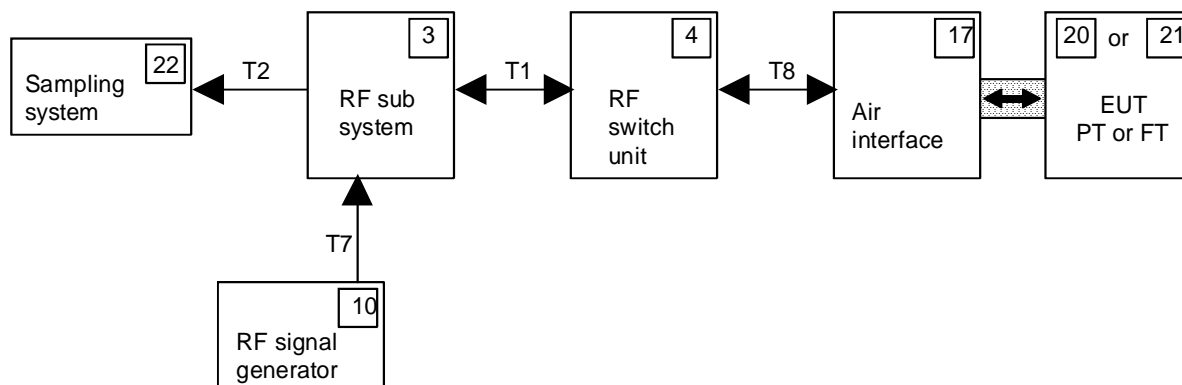 22
Sampling
system
T2
3
RF sub
system
T1
4
RF
switch
unit
T8
17
Air
interface
20 or 21
EUT
PT or FT
T7
10
RF signal
generator